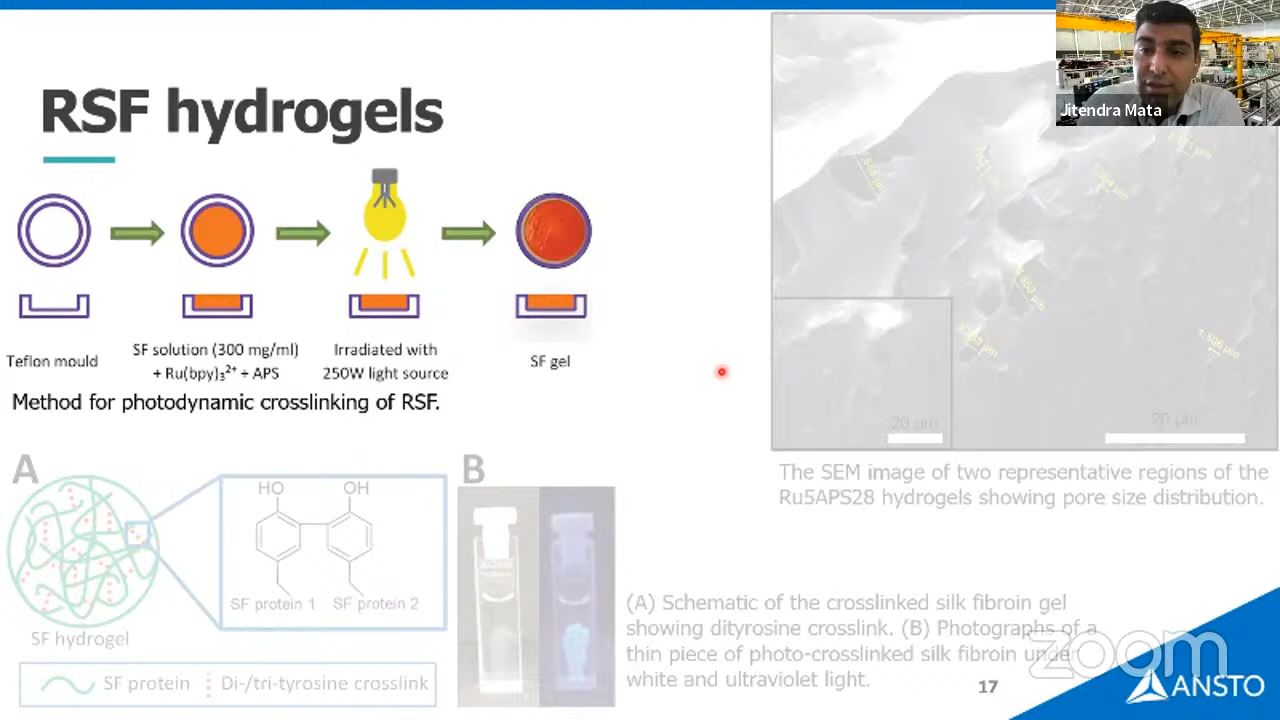 RSF hydrogels
Jitendra Mata
Teflon mould
SF solution (300 mg/ml)
+ Ru(bpy)₃²⁺ + APS
Irradiated with
250W light source
SF gel
Method for photodynamic crosslinking of RSF.
20 µm
20 µm
The SEM image of two representative regions of the
Ru5APS28 hydrogels showing pore size distribution.
A
HO
OH
SF protein 1
SF protein 2
SF hydrogel
SF protein
Di-/tri-tyrosine crosslink
B
(A) Schematic of the crosslinked silk fibroin gel
showing dityrosine crosslink. (B) Photographs of a
thin piece of photo-crosslinked silk fibroin under
white and ultraviolet light.
17
zoom
ANSTO